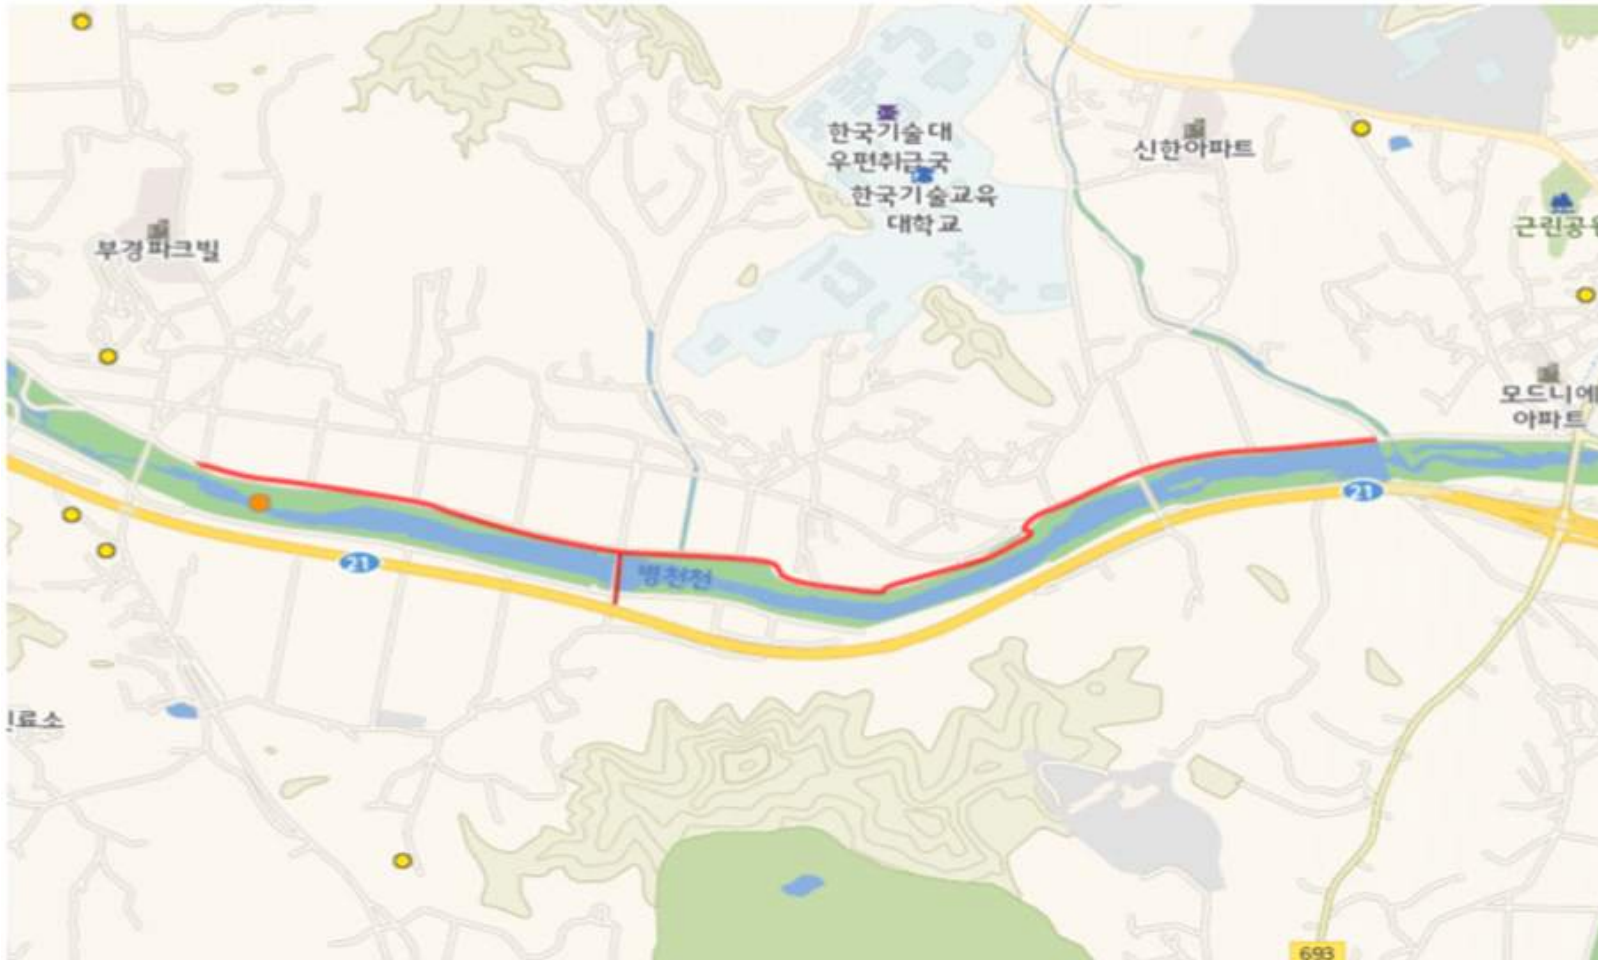 한국기술대
우편취급국
한국기술교육
대학교
신한아파트
근린공원
부경파크빌
모드니에
아파트
21
21
병천천
진료소
693